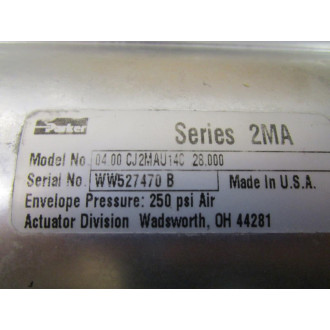 Parker
Series 2MA
Model No. 04.00 CJ2MAU14C 28.000
Serial No. WW527470 B Made In U.S.A.
Envelope Pressure: 250 psi Air
Actuator Division Wadsworth, OH 44281